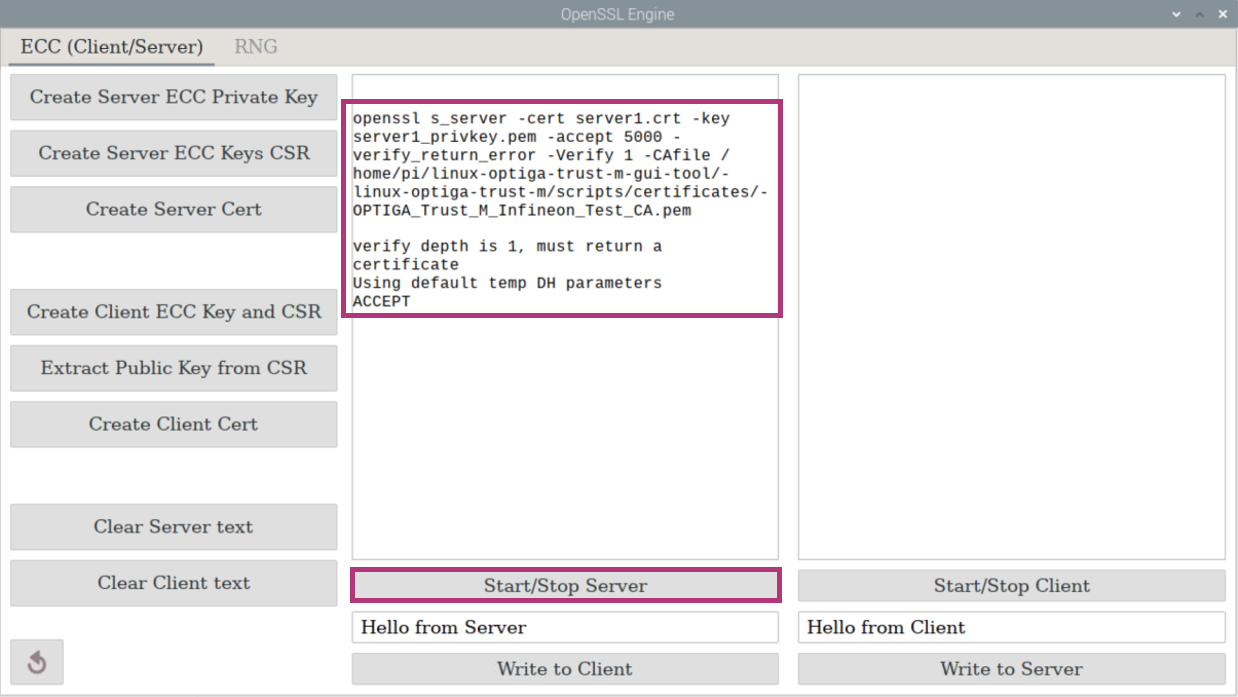 OpenSSL Engine
ECC (Client/Server)
RNG
Create Server ECC Private Key
Create Server ECC Keys CSR
Create Server Cert
Create Client ECC Key and CSR
Extract Public Key from CSR
Create Client Cert
Clear Server text
Clear Client text
openssl s_server -cert server1.crt -key
server1_privkey.pem -accept 5000 -
verify_return_error -Verify 1 -CAfile /
home/pi/linux-optiga-trust-m-gui-tool/-
linux-optiga-trust-m/scripts/certificates/-
OPTIGA_Trust_M_Infineon_Test_CA.pem
verify depth is 1, must return a
certificate
Using default temp DH parameters
ACCEPT
Start/Stop Server
Hello from Server
Write to Client
Start/Stop Client
Hello from Client
Write to Server